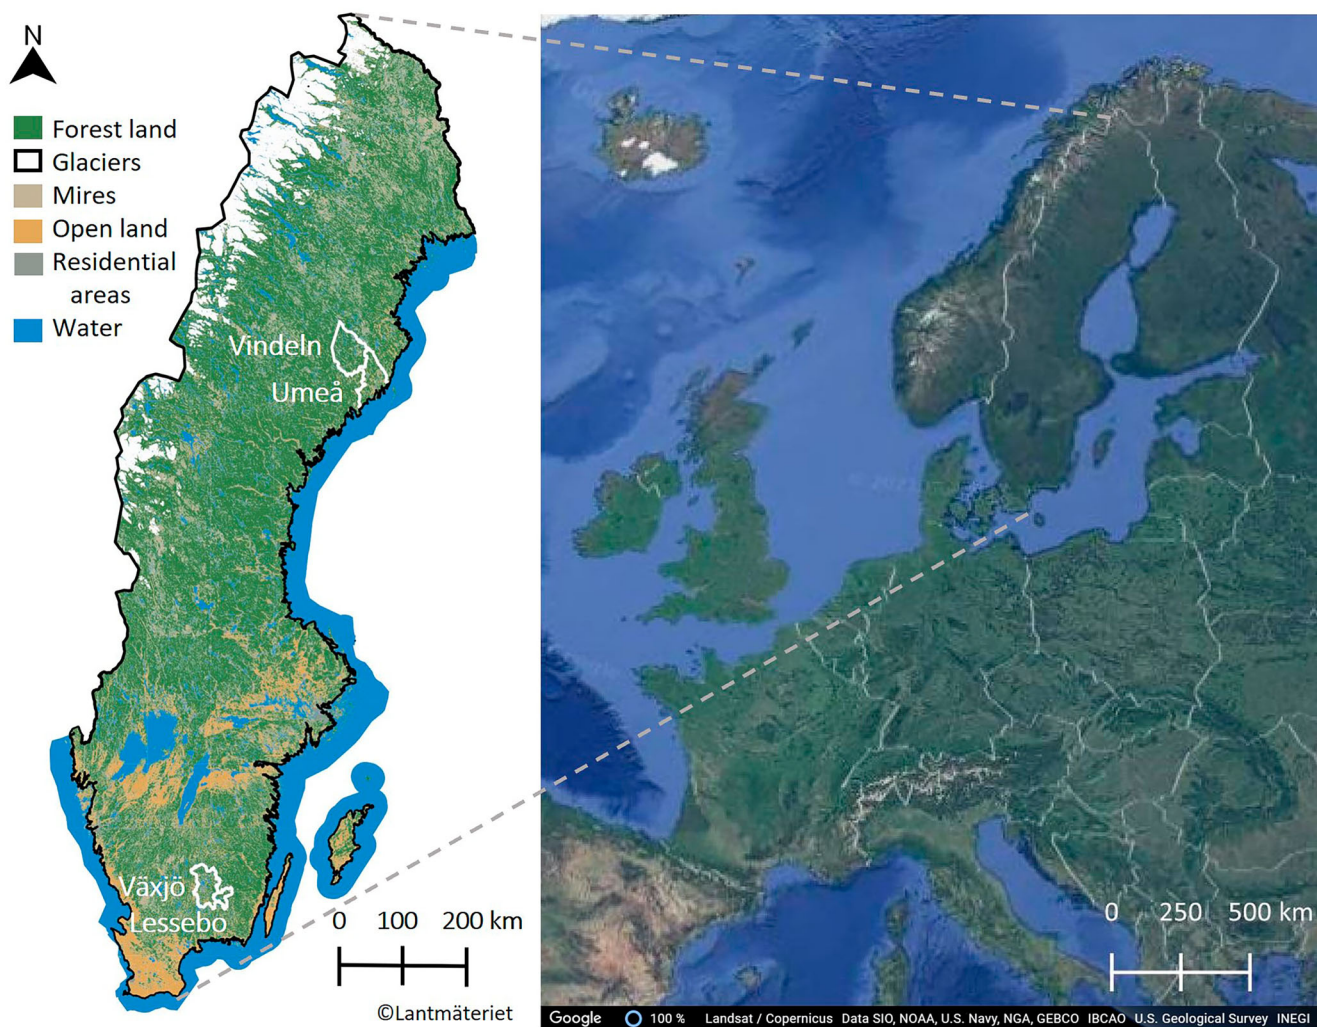 N
Forest land
Glaciers
Mires
Open land
Residential
areas
Water
Vindeln
Umeå
Växjö
Lessebo
0 100 200 km
©Lantmäteriet
0 250 500 km
Google 100 % Landsat / Copernicus Data SIO, NOAA, U.S. Navy, NGA, GEBCO IBCAO U.S. Geological Survey INEGI